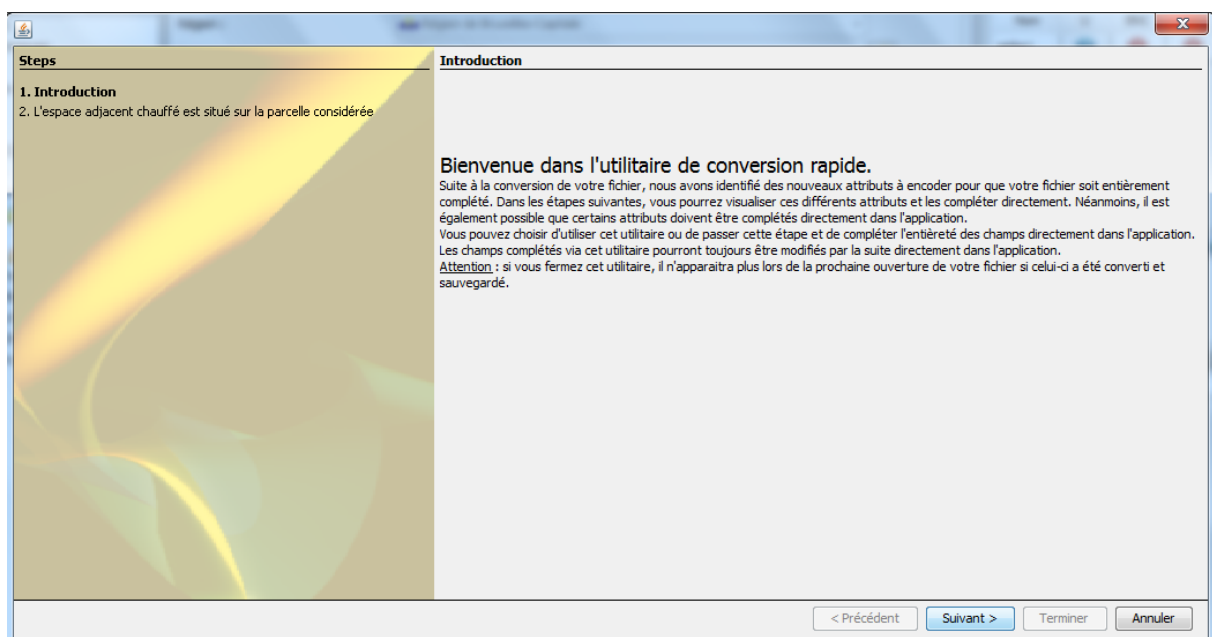 Steps
1. Introduction
2. L'espace adjacent chauffé est situé sur la parcelle considérée
Introduction
Bienvenue dans l'utilitaire de conversion rapide.
Suite à la conversion de votre fichier, nous avons identifié des nouveaux attributs à encoder pour que votre fichier soit entièrement
complété. Dans les étapes suivantes, vous pourrez visualiser ces différents attributs et les compléter directement. Néanmoins, il est
également possible que certains attributs doivent être complétés directement dans l'application.
Vous pouvez choisir d'utiliser cet utilitaire ou de passer cette étape et de compléter l'entièreté des champs directement dans l'application.
Les champs complétés via cet utilitaire pourront toujours être modifiés par la suite directement dans l'application.
Attention : si vous fermez cet utilitaire, il n'apparaitra plus lors de la prochaine ouverture de votre fichier si celui-ci a été converti et
sauvegardé.
< Précédent
Suivant >
Terminer
Annuler